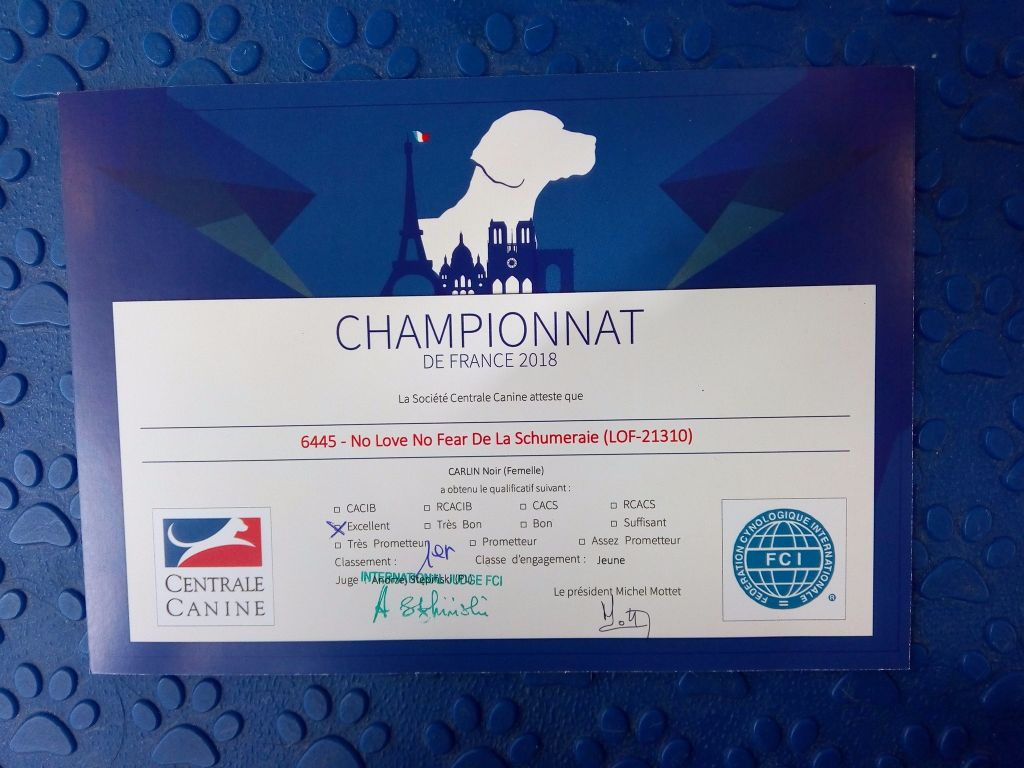 CHAMPIONNAT
DE FRANCE 2018
La Société Centrale Canine atteste que
6445 - No Love No Fear De La Schumeraie (LOF-21310)
CARLIN Noir (Femelle)
a obtenu le qualificatif suivant :
□ CACIB □ RCACIB □ CACS □ RCACS
X Excellent □ Très Bon □ Bon □ Suffisant
□ Très Prometteur □ Prometteur □ Assez Prometteur
Classement : 1er Classe d'engagement : Jeune
Juge : Andrzej Stępiński (PL)
INTERNATIONAL JUDGE FCI
Le président Michel Mottet
CENTRALE
CANINE
FEDERATION CYNOLOGIQUE INTERNATIONALE
FCI
®